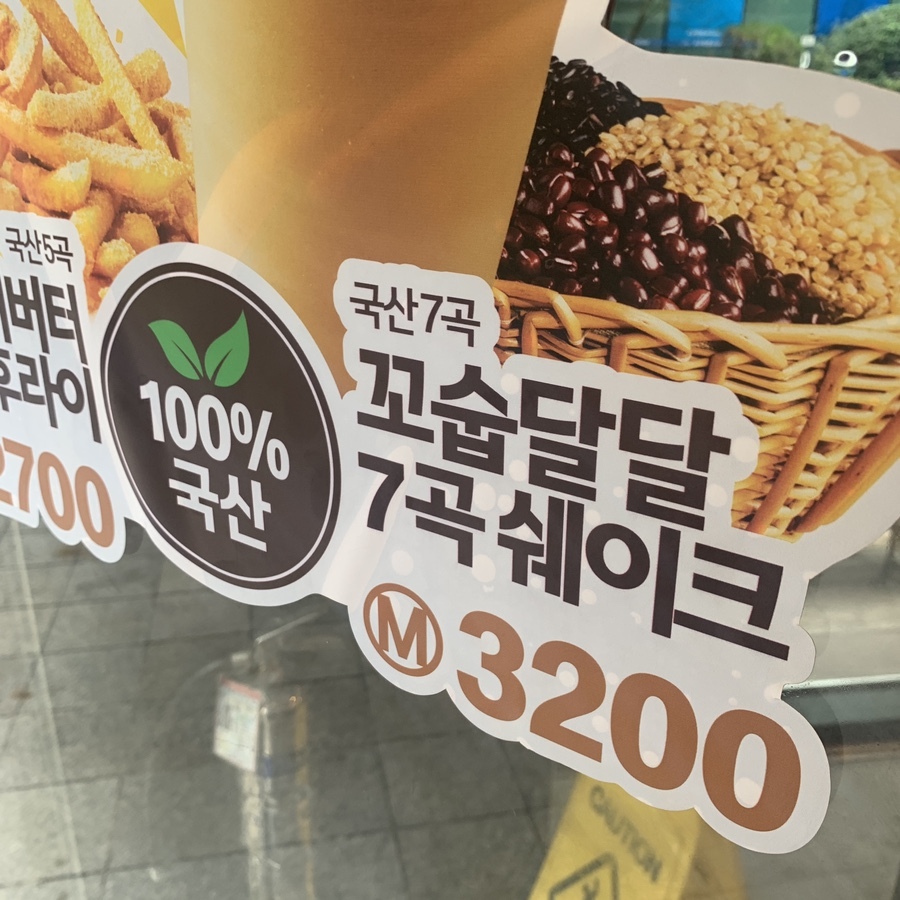 국산5곡
버터
후라이
2700
100%
국산
국산7곡
꼬숩달달
7곡 쉐이크
M 3200
CAUTION